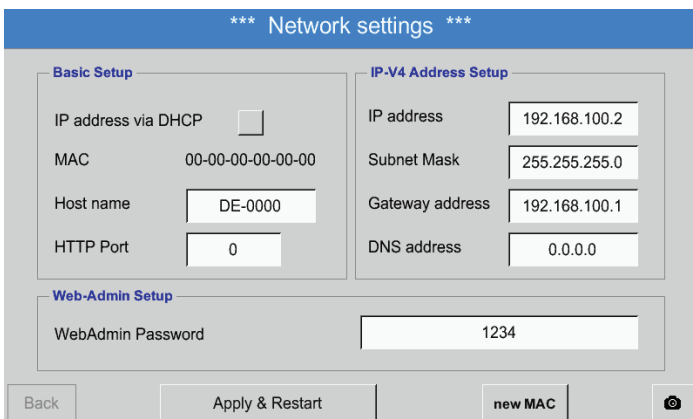 *** Network settings ***
Basic Setup
IP address via DHCP
MAC 00-00-00-00-00-00
Host name DE-0000
HTTP Port 0
IP-V4 Address Setup
IP address 192.168.100.2
Subnet Mask 255.255.255.0
Gateway address 192.168.100.1
DNS address 0.0.0.0
Web-Admin Setup
WebAdmin Password 1234
Back Apply & Restart new MAC